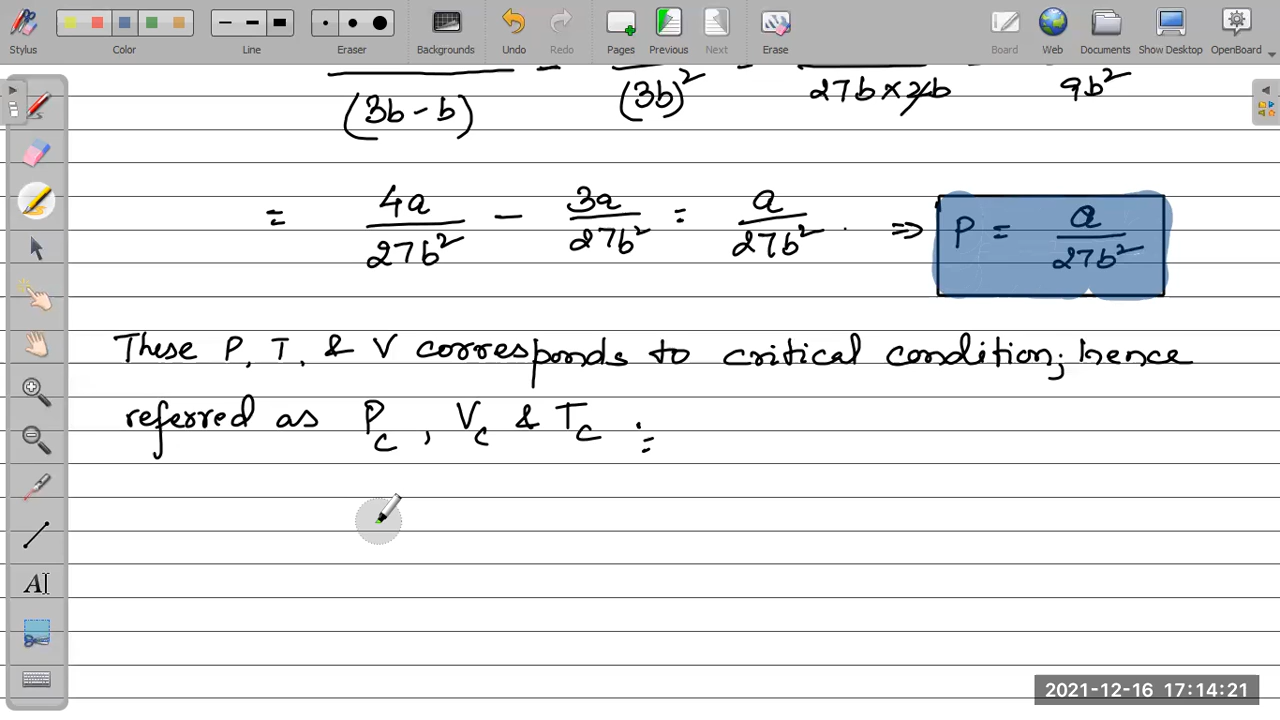 Stylus Color Line Eraser Backgrounds Undo Redo Pages Previous Next Erase Board Web Documents Show Desktop OpenBoard
(3b - b) (3b)² 27b × 2b 9b²
= 4a/27b² - 3a/27b² = a/27b² . ⇒ P = a/27b²
These P, T, & V corresponds to critical condition; hence
referred as Pc , Vc & Tc :=
AI
2021-12-16 17:14:21